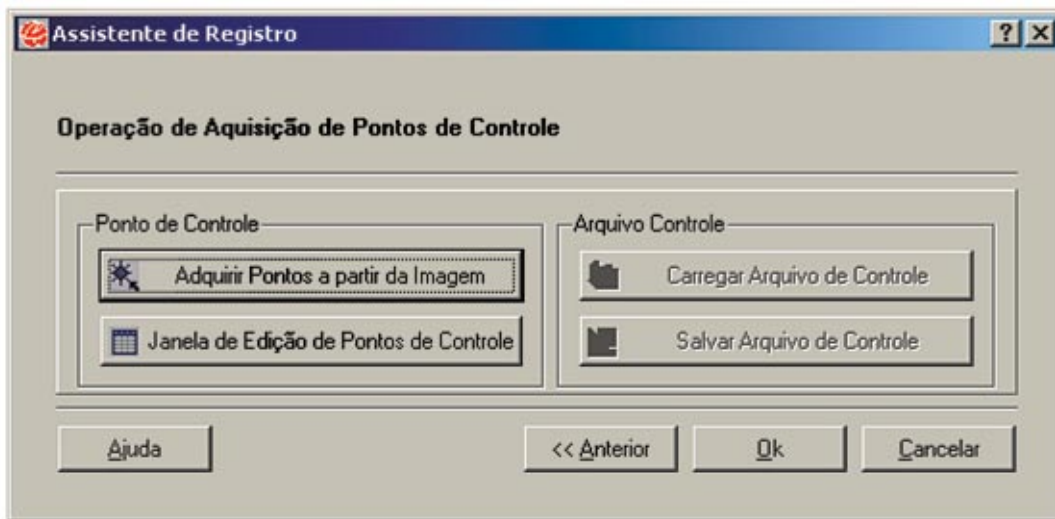 Assistente de Registro
Operação de Aquisição de Pontos de Controle
Ponto de Controle
Adquirir Pontos a partir da Imagem
Janela de Edição de Pontos de Controle
Arquivo Controle
Carregar Arquivo de Controle
Salvar Arquivo de Controle
Ajuda
<< Anterior
Ok
Cancelar